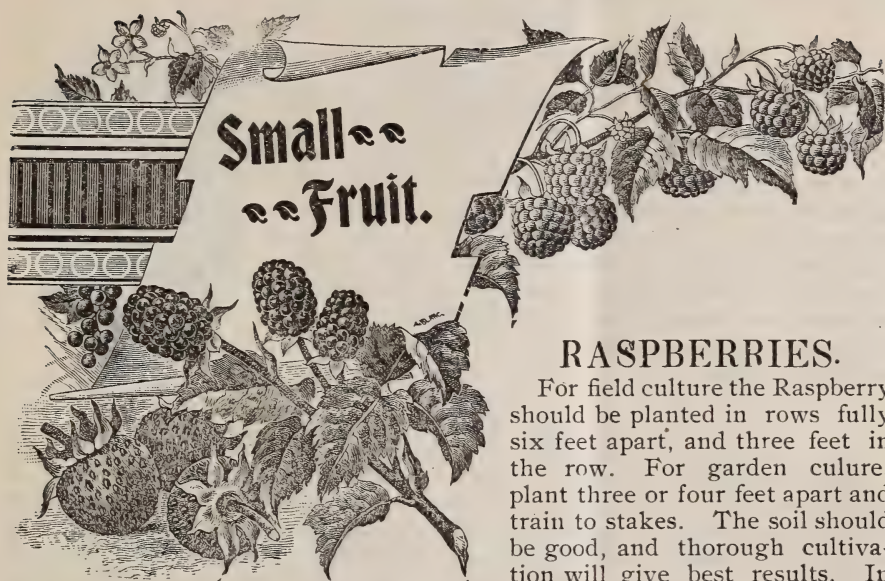 Small
Fruit.
RASPBERRIES.
For field culture the Raspberry
should be planted in rows fully
six feet apart, and three feet in
the row. For garden culure,
plant three or four feet apart and
train to stakes. The soil should
be good, and thorough cultiva-
tion will give best results. In